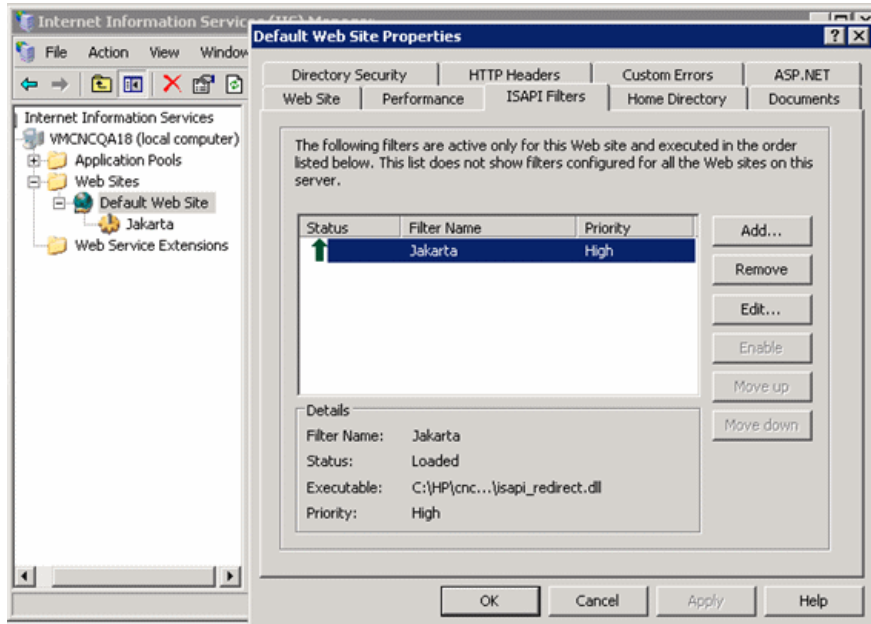 Internet Information Services (IIS) Manager
File Action View Window
Internet Information Services
VMCNCQA18 (local computer)
Application Pools
Web Sites
Default Web Site
Jakarta
Web Service Extensions
Default Web Site Properties
Directory Security HTTP Headers Custom Errors ASP.NET
Web Site Performance ISAPI Filters Home Directory Documents
The following filters are active only for this Web site and executed in the order
listed below. This list does not show filters configured for all the Web sites on this
server.
Status Filter Name Priority
Jakarta High
Add...
Remove
Edit...
Enable
Move up
Move down
Details
Filter Name: Jakarta
Status: Loaded
Executable: C:\HP\cnc...\isapi_redirect.dll
Priority: High
OK Cancel Apply Help